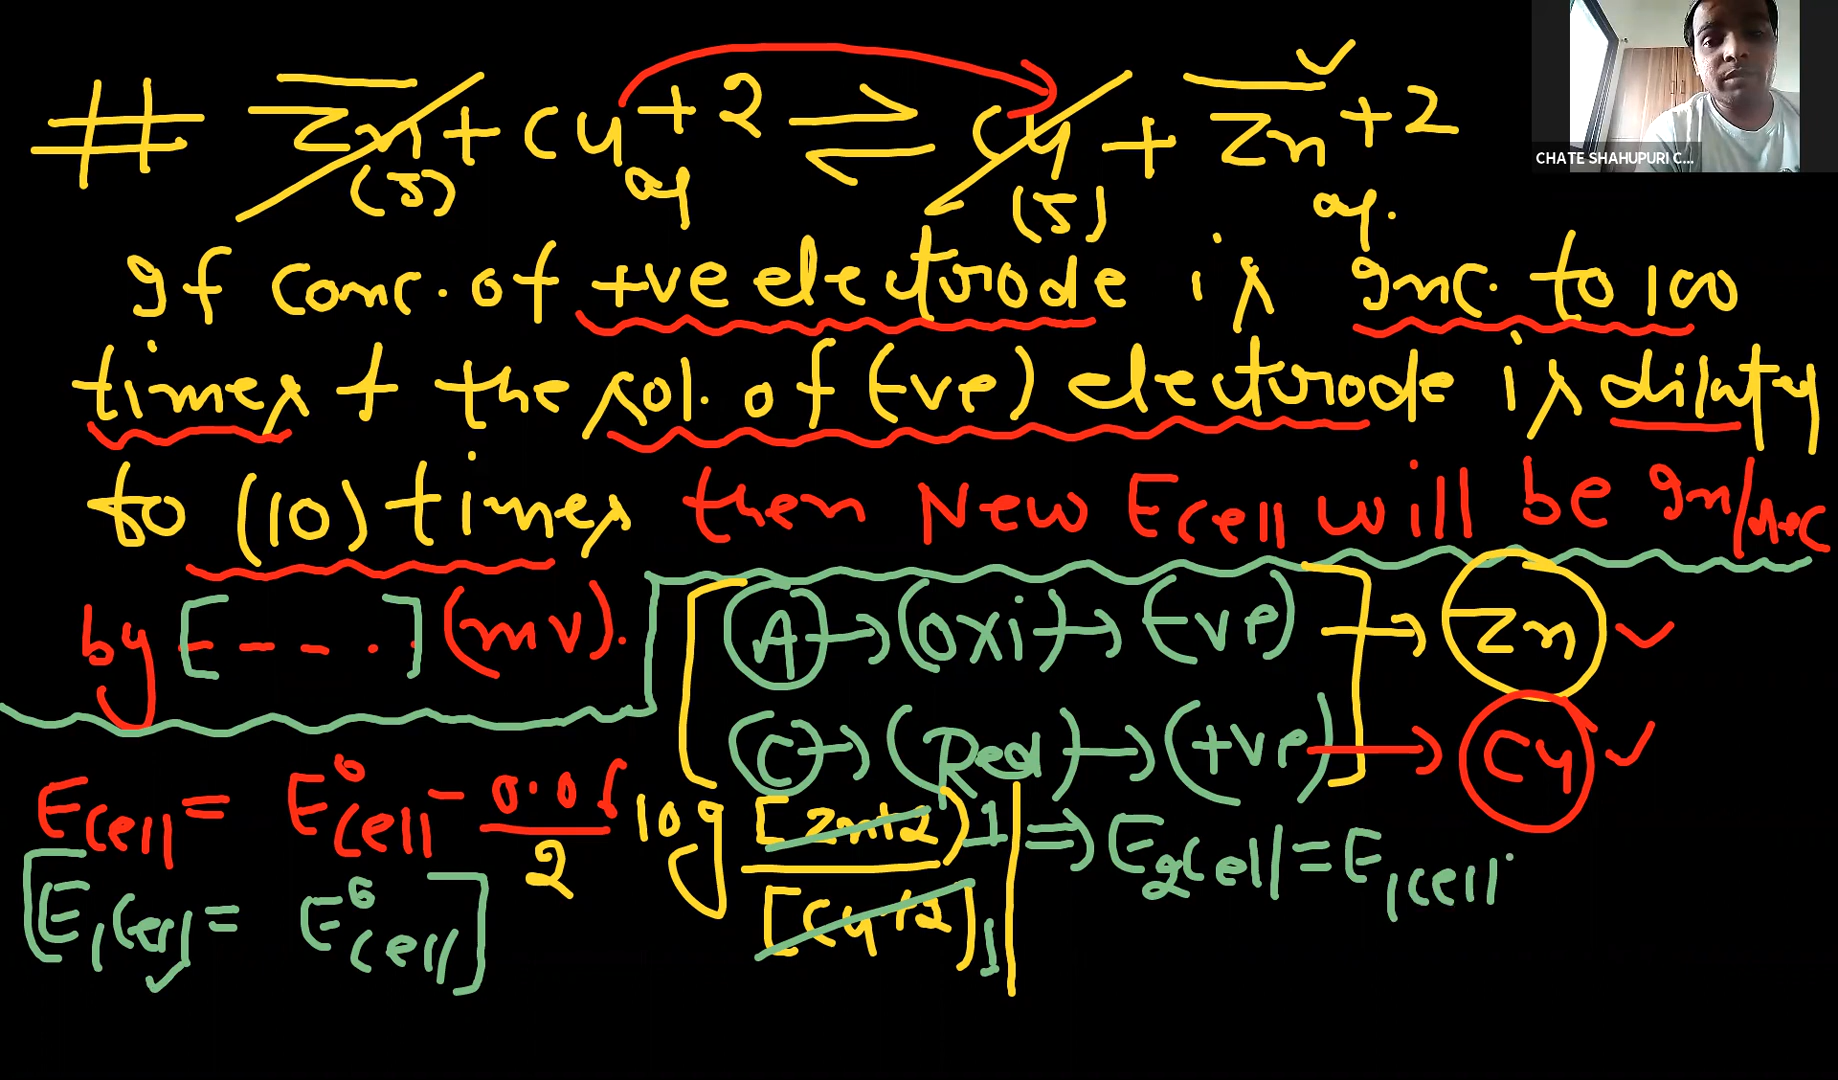 # Zn(s) + Cu+2 aq ⇌ Cu(s) + Zn+2 aq.
CHATE SHAHUPURI C...
If conc. of +ve electrode is Inc. to 100
times + the sol. of (-ve) electrode is dilutey
to (10) times then New Ecell will be In/dec
by [- - - - .] (mv).
(A) → (oxi) → (-ve) → Zn ✓
(C) → (Red) → (+ve) → Cu ✓
Ecell = E°cell - 0.06/2 log [Zn+2] 1 / [Cu+2] 1 ⇒ E2cell = E1cell
[E1cell = E°cell]